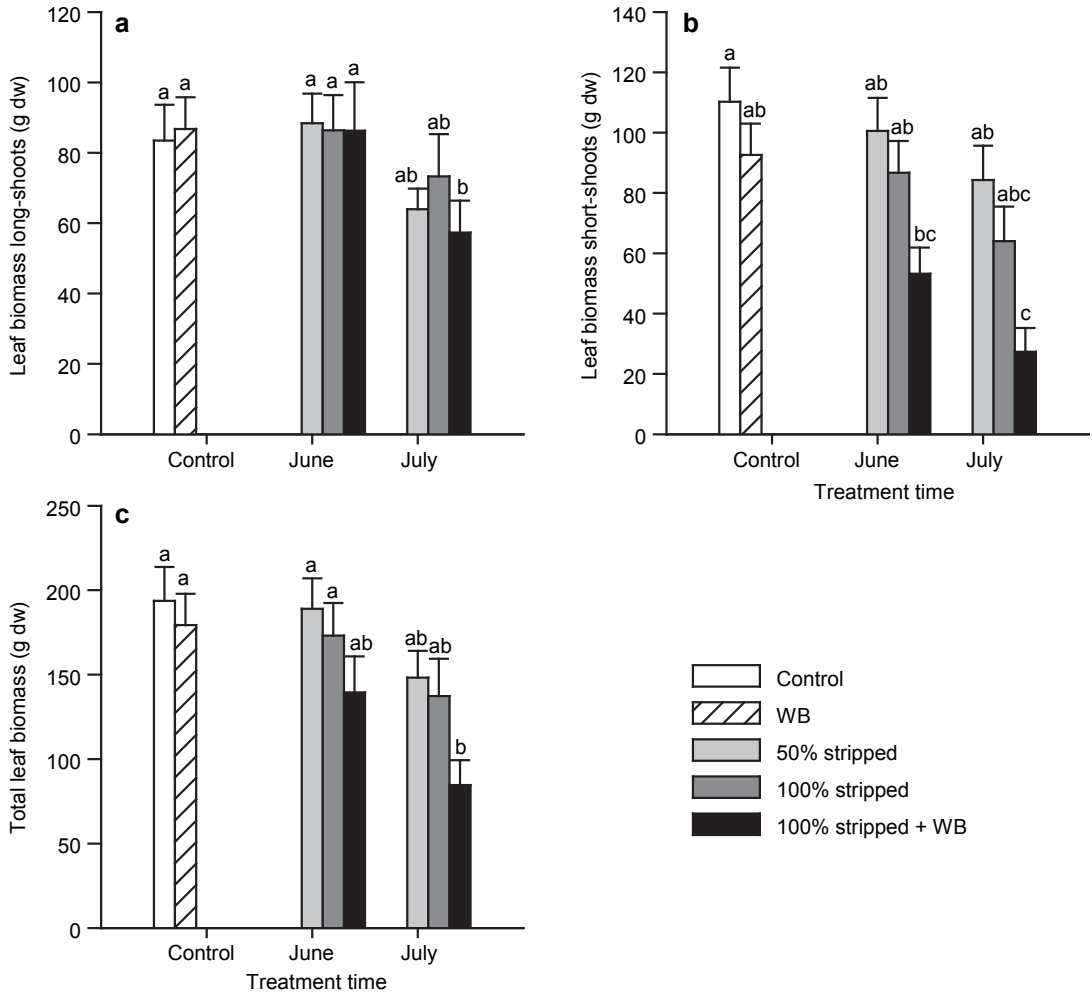 a
Leaf biomass long-shoots (g dw)
120
100
80
60
40
20
0
a
a
a
a
a
ab
ab
b
Control
June
July
b
Leaf biomass short-shoots (g dw)
140
120
100
80
60
40
20
0
a
ab
ab
ab
bc
ab
abc
c
Control
June
July
Treatment time
c
Total leaf biomass (g dw)
250
200
150
100
50
0
a
a
a
a
ab
ab
ab
b
Control
June
July
Treatment time
Control
WB
50% stripped
100% stripped
100% stripped + WB